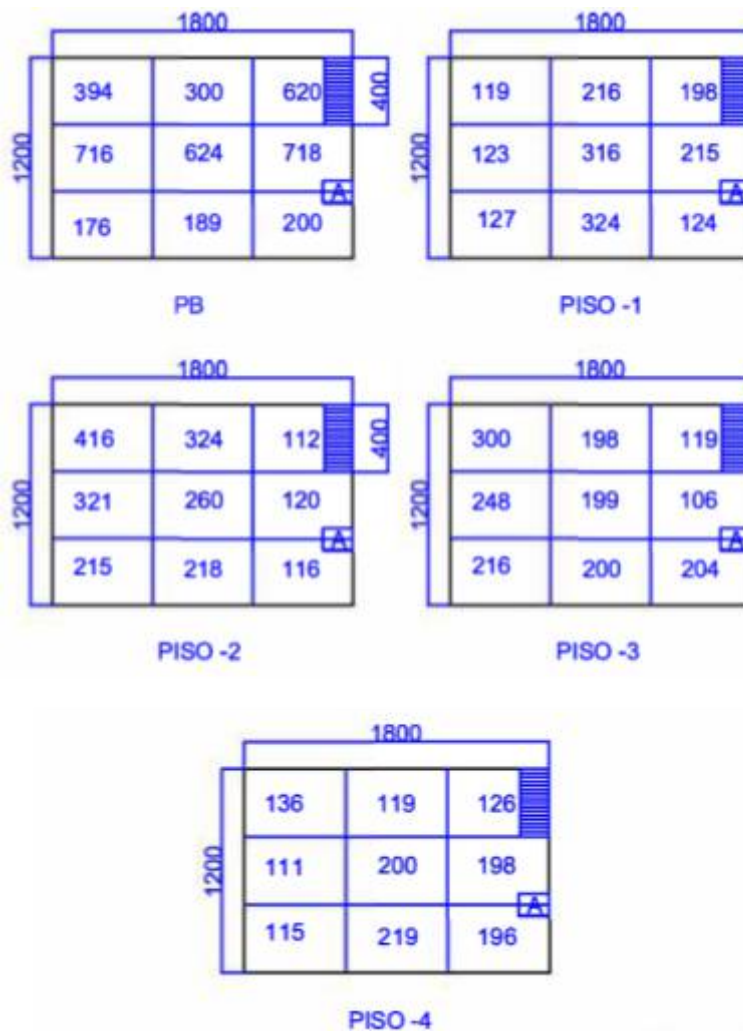 1800 1800
394 300 620 400 119 216 198
1200 716 624 718 1200 123 316 215
A A
176 189 200 127 324 124
PB PISO -1
1800 1800
416 324 112 400 300 198 119
1200 321 260 120 1200 248 199 106
A A
215 218 116 216 200 204
PISO -2 PISO -3
1800
136 119 126
1200 111 200 198
A
115 219 196
PISO -4